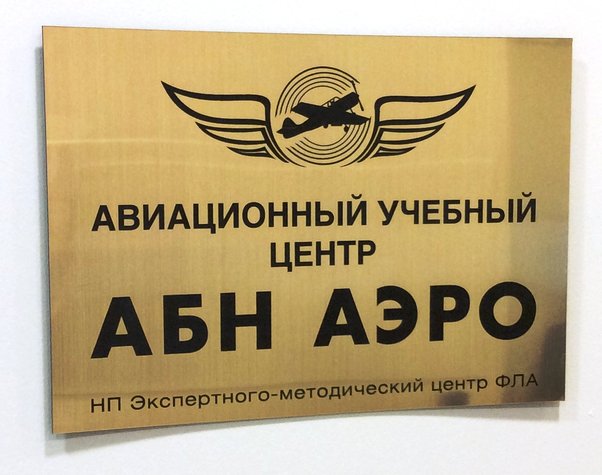 АВИАЦИОННЫЙ УЧЕБНЫЙ
ЦЕНТР
АБН АЭРО
НП Экспертного-методический центр ФЛА